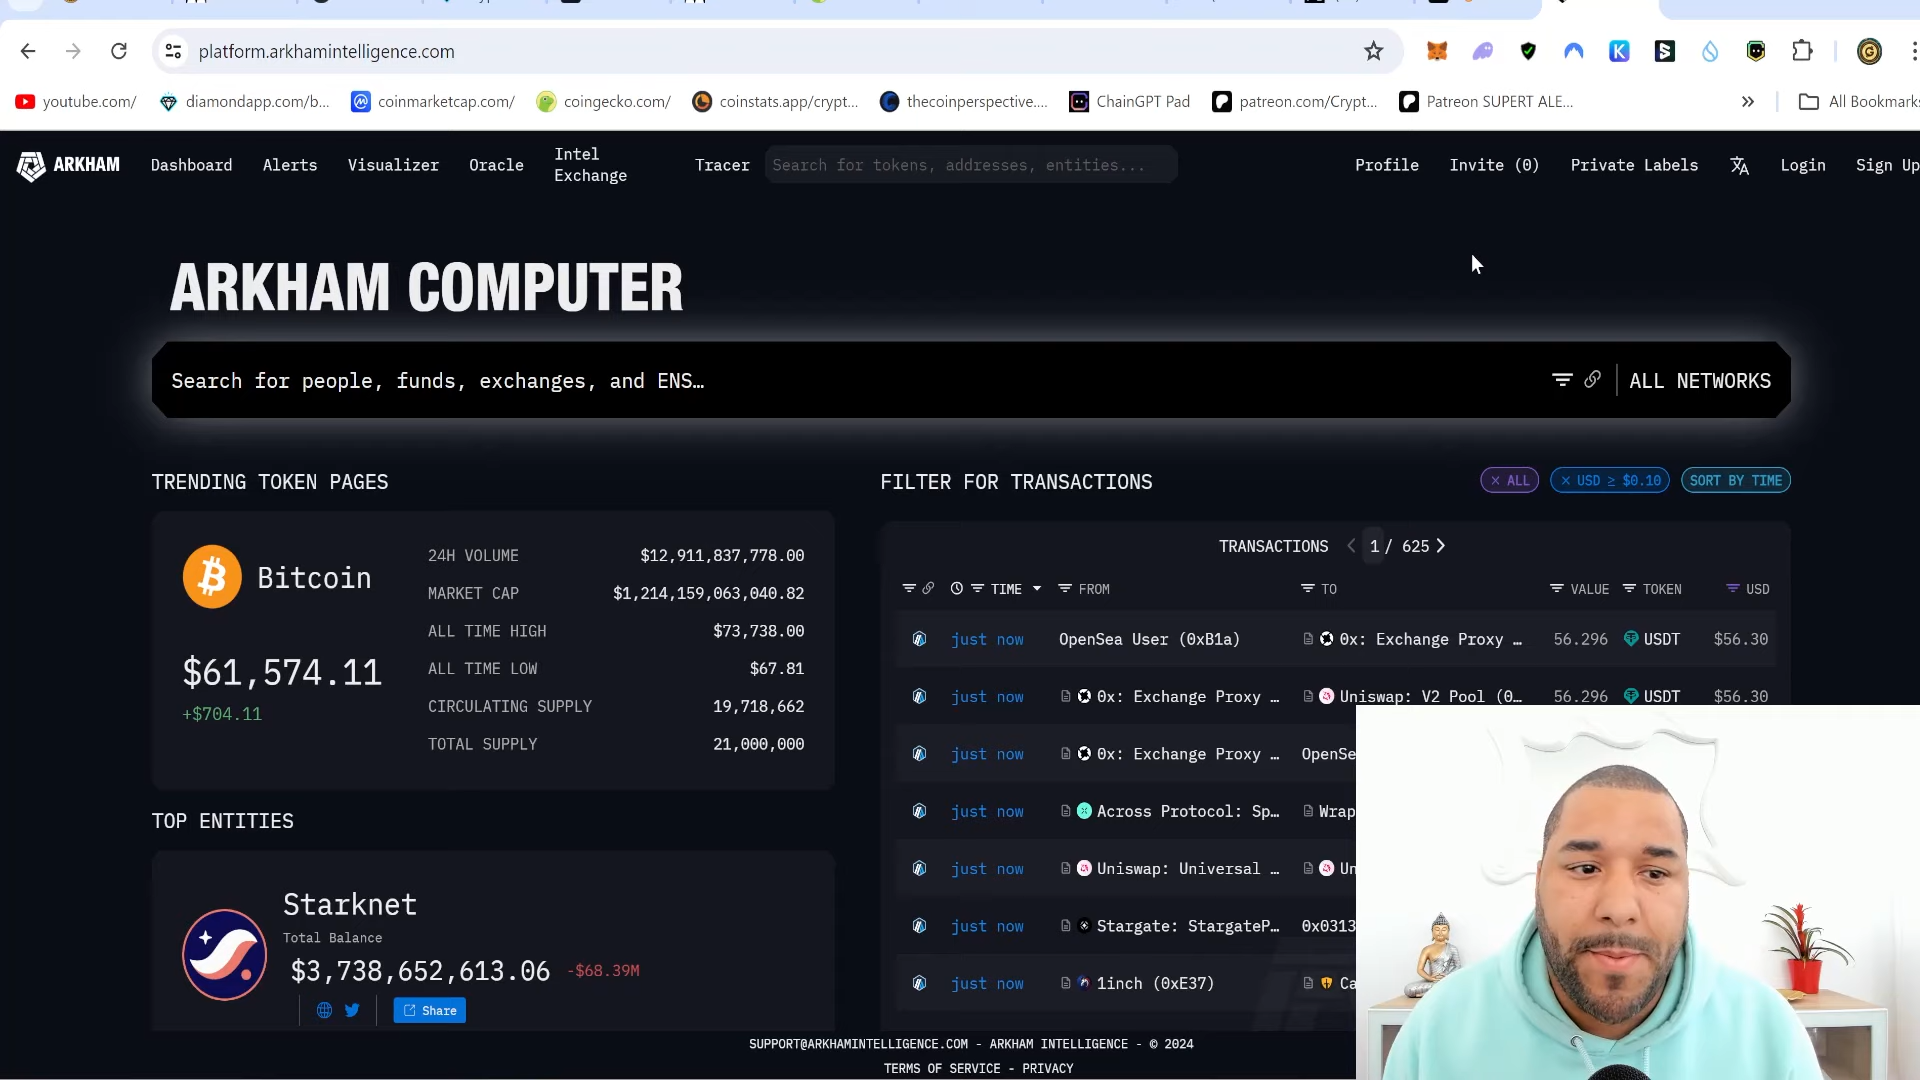 platform.arkhamintelligence.com
youtube.com/ diamondapp.com/b... coinmarketcap.com/ coingecko.com/ coinstats.app/crypt... thecoinperspective.... ChainGPT Pad patreon.com/Crypt... Patreon SUPERT ALE... » All Bookmarks
ARKHAM Dashboard Alerts Visualizer Oracle Intel Exchange Tracer Search for tokens, addresses, entities... Profile Invite (0) Private Labels Login Sign Up
ARKHAM COMPUTER
Search for people, funds, exchanges, and ENS… ALL NETWORKS
TRENDING TOKEN PAGES
Bitcoin
$61,574.11
+$704.11
24H VOLUME $12,911,837,778.00
MARKET CAP $1,214,159,063,040.82
ALL TIME HIGH $73,738.00
ALL TIME LOW $67.81
CIRCULATING SUPPLY 19,718,662
TOTAL SUPPLY 21,000,000
TOP ENTITIES
Starknet
Total Balance
$3,738,652,613.06 -$68.39M
Share
FILTER FOR TRANSACTIONS × ALL × USD ≥ $0.10 SORT BY TIME
TRANSACTIONS < 1 / 625 >
TIME FROM TO VALUE TOKEN USD
just now OpenSea User (0xB1a) 0x: Exchange Proxy … 56.296 USDT $56.30
just now 0x: Exchange Proxy … Uniswap: V2 Pool (0… 56.296 USDT $56.30
just now 0x: Exchange Proxy … OpenSe
just now Across Protocol: Sp… Wrap
just now Uniswap: Universal … Un
just now Stargate: StargateP… 0x0313
just now 1inch (0xE37) Ca
SUPPORT@ARKHAMINTELLIGENCE.COM - ARKHAM INTELLIGENCE - © 2024
TERMS OF SERVICE - PRIVACY